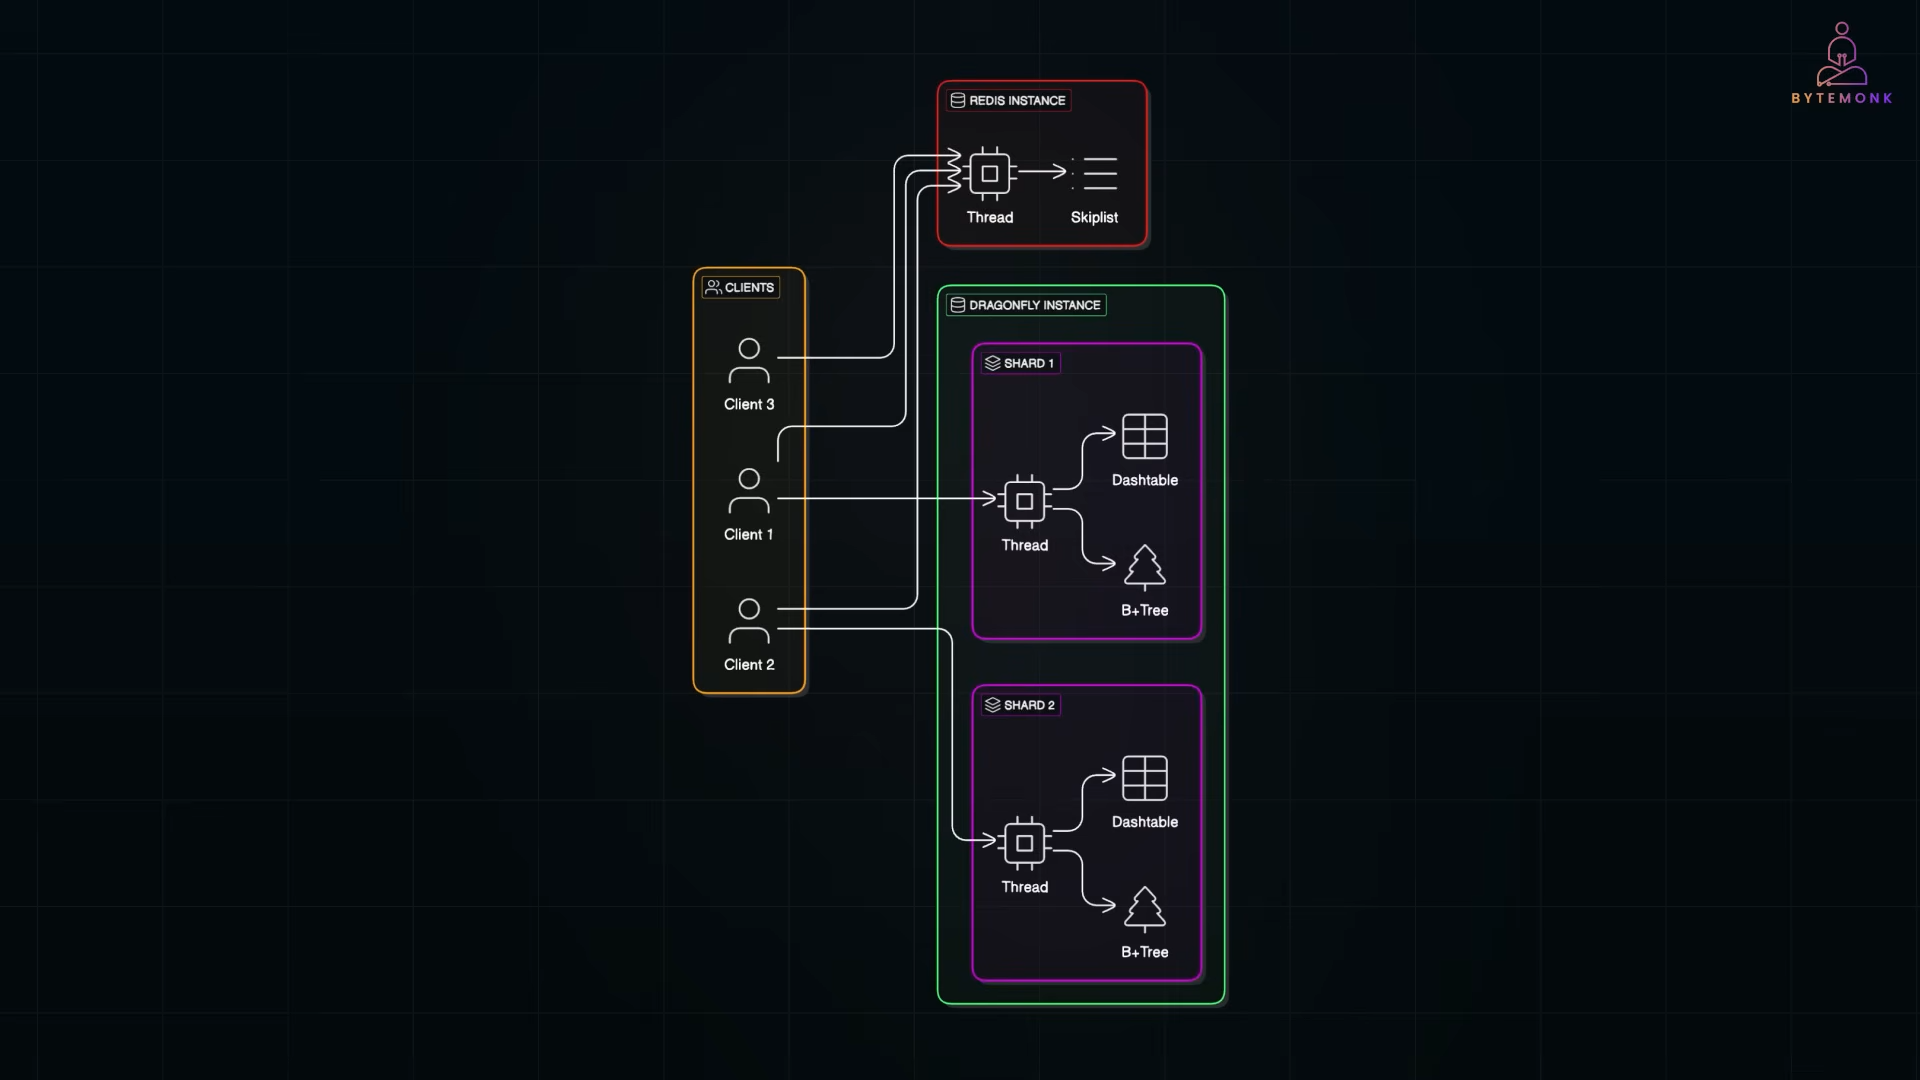 BYTEMONK
REDIS INSTANCE
Thread
Skiplist
CLIENTS
Client 3
Client 1
Client 2
DRAGONFLY INSTANCE
SHARD 1
Dashtable
Thread
B+Tree
SHARD 2
Dashtable
Thread
B+Tree